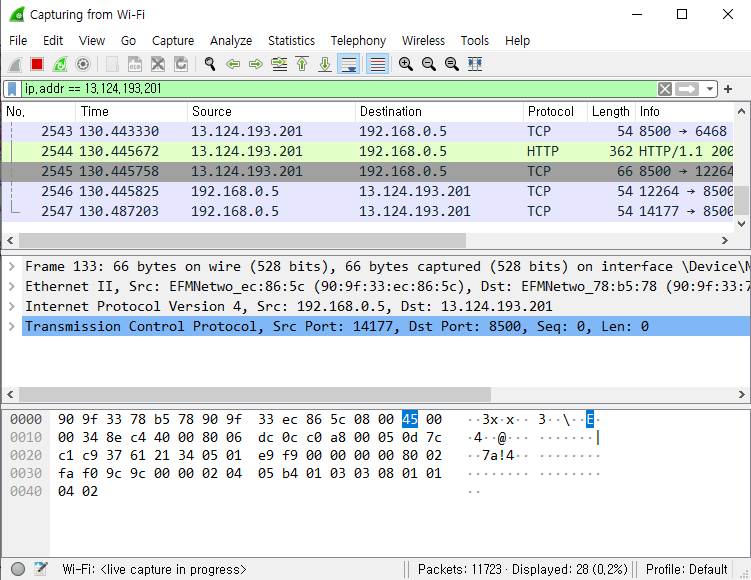 Capturing from Wi-Fi
File Edit View Go Capture Analyze Statistics Telephony Wireless Tools Help
ip.addr == 13.124.193.201
No. Time Source Destination Protocol Length Info
2543 130.443330 13.124.193.201 192.168.0.5 TCP 54 8500 → 6468
2544 130.445672 13.124.193.201 192.168.0.5 HTTP 362 HTTP/1.1 200
2545 130.445758 13.124.193.201 192.168.0.5 TCP 66 8500 → 12264
2546 130.445825 192.168.0.5 13.124.193.201 TCP 54 12264 → 8500
2547 130.487203 192.168.0.5 13.124.193.201 TCP 54 14177 → 8500
Frame 133: 66 bytes on wire (528 bits), 66 bytes captured (528 bits) on interface \Device\N
Ethernet II, Src: EFMNetwo_ec:86:5c (90:9f:33:ec:86:5c), Dst: EFMNetwo_78:b5:78 (90:9f:33:7
Internet Protocol Version 4, Src: 192.168.0.5, Dst: 13.124.193.201
Transmission Control Protocol, Src Port: 14177, Dst Port: 8500, Seq: 0, Len: 0
0000 90 9f 33 78 b5 78 90 9f 33 ec 86 5c 08 00 45 00 ··3x·x·· 3··\··E·
0010 00 34 8e c4 40 00 80 06 dc 0c c0 a8 00 05 0d 7c ·4··@··· ·······|
0020 c1 c9 37 61 21 34 05 01 e9 f9 00 00 00 00 80 02 ··7a!4·· ········
0030 fa f0 9c 9c 00 00 02 04 05 b4 01 03 03 08 01 01 ········ ········
0040 04 02 ··
Wi-Fi: <live capture in progress> Packets: 11723 · Displayed: 28 (0.2%) Profile: Default